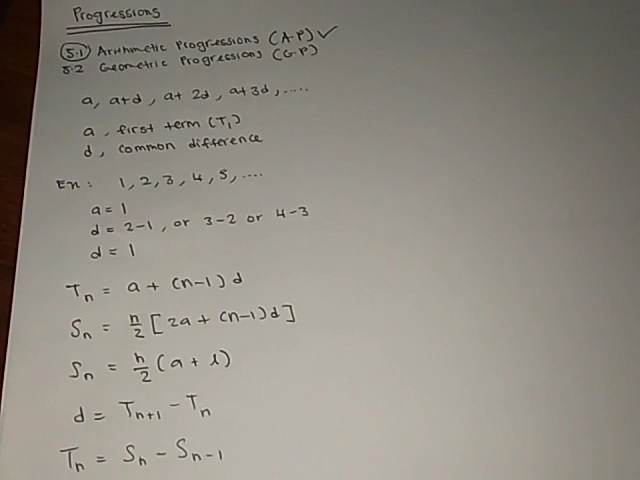 Progressions
5.1 Arithmetic Progressions (A.P) ✓
5.2 Geometric Progressions (G.P)
a, a+d, a+2d, a+3d, .....
a, first term (T₁)
d, common difference
Ex: 1, 2, 3, 4, 5, ....
a = 1
d = 2-1, or 3-2 or 4-3
d = 1
Tₙ = a + (n-1)d
Sₙ = n/2 [2a + (n-1)d]
Sₙ = n/2 (a + l)
d = Tₙ₊₁ - Tₙ
Tₙ = Sₙ - Sₙ₋₁